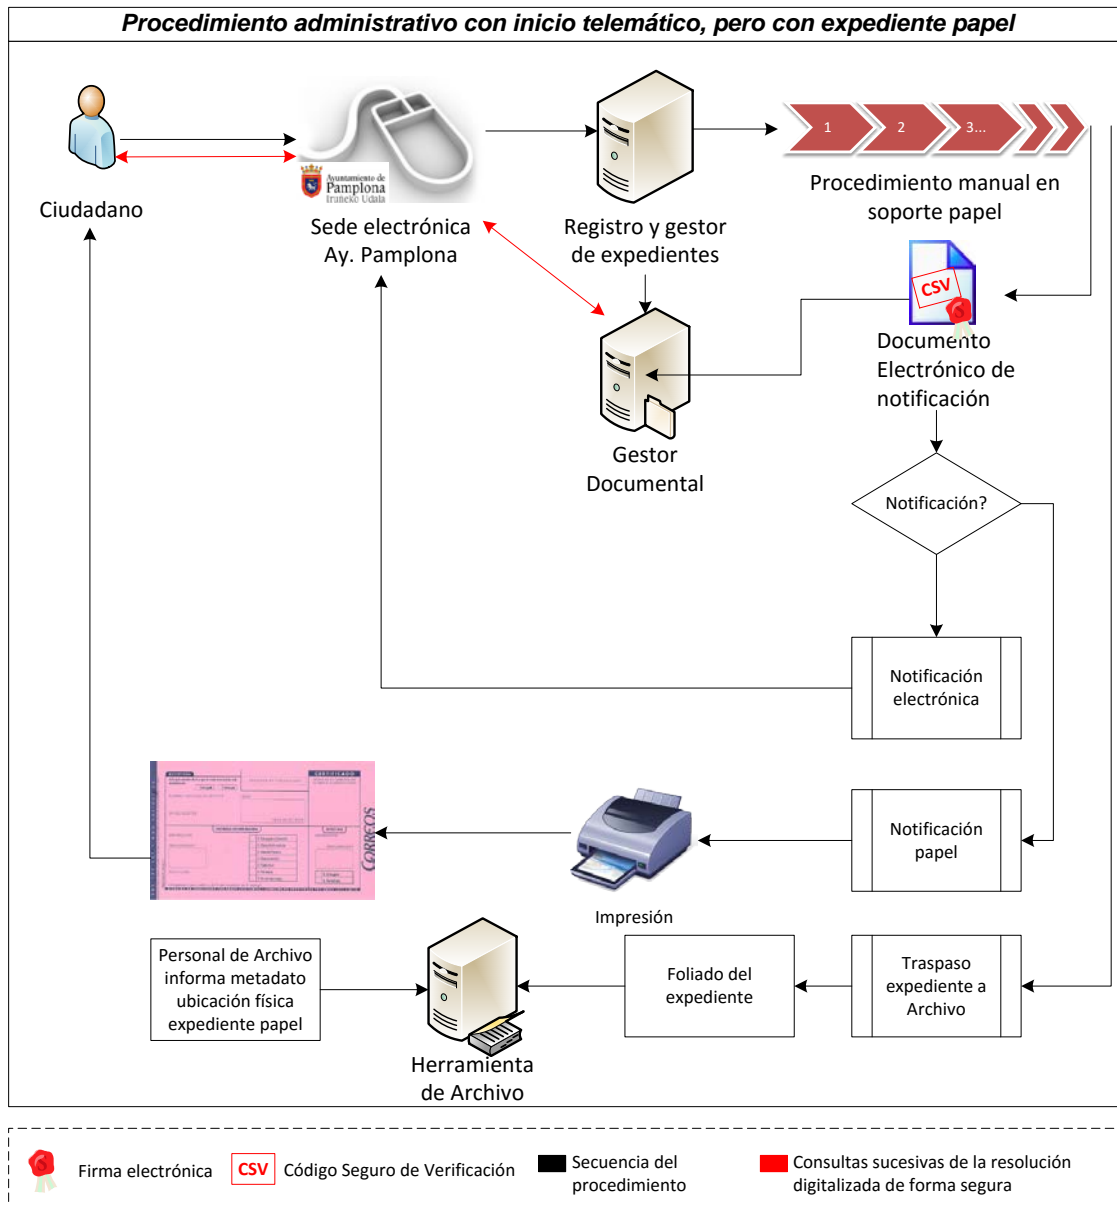 Procedimiento administrativo con inicio telemático, pero con expediente papel
1
2
3...
Ayuntamiento de
Pamplona
Iruñeko Udala
Ciudadano
Sede electrónica
Ay. Pamplona
Registro y gestor
de expedientes
Procedimiento manual en
soporte papel
CSV
Documento
Electrónico de
notificación
Gestor
Documental
Notificación?
Notificación
electrónica
CERTIFICADO
CORREOS
Notificación
papel
Impresión
Personal de Archivo
informa metadato
ubicación física
expediente papel
Foliado del
expediente
Traspaso
expediente a
Archivo
Herramienta
de Archivo
Firma electrónica
CSV
Código Seguro de Verificación
Secuencia del
procedimiento
Consultas sucesivas de la resolución
digitalizada de forma segura